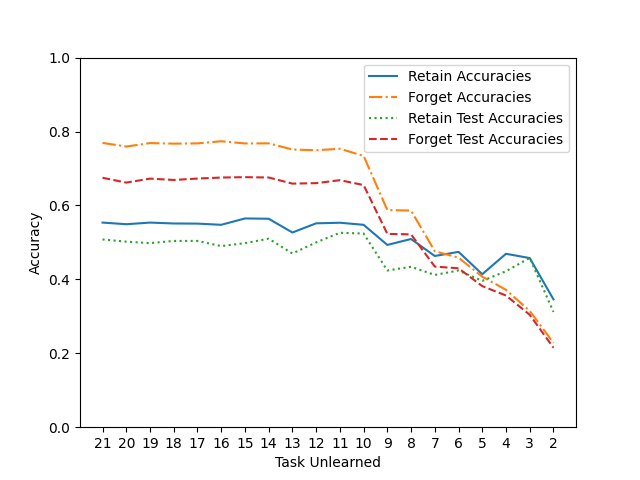 1.0
0.8
0.6
0.4
0.2
0.0
Accuracy
Retain Accuracies
Forget Accuracies
Retain Test Accuracies
Forget Test Accuracies
21 20 19 18 17 16 15 14 13 12 11 10 9 8 7 6 5 4 3 2
Task Unlearned